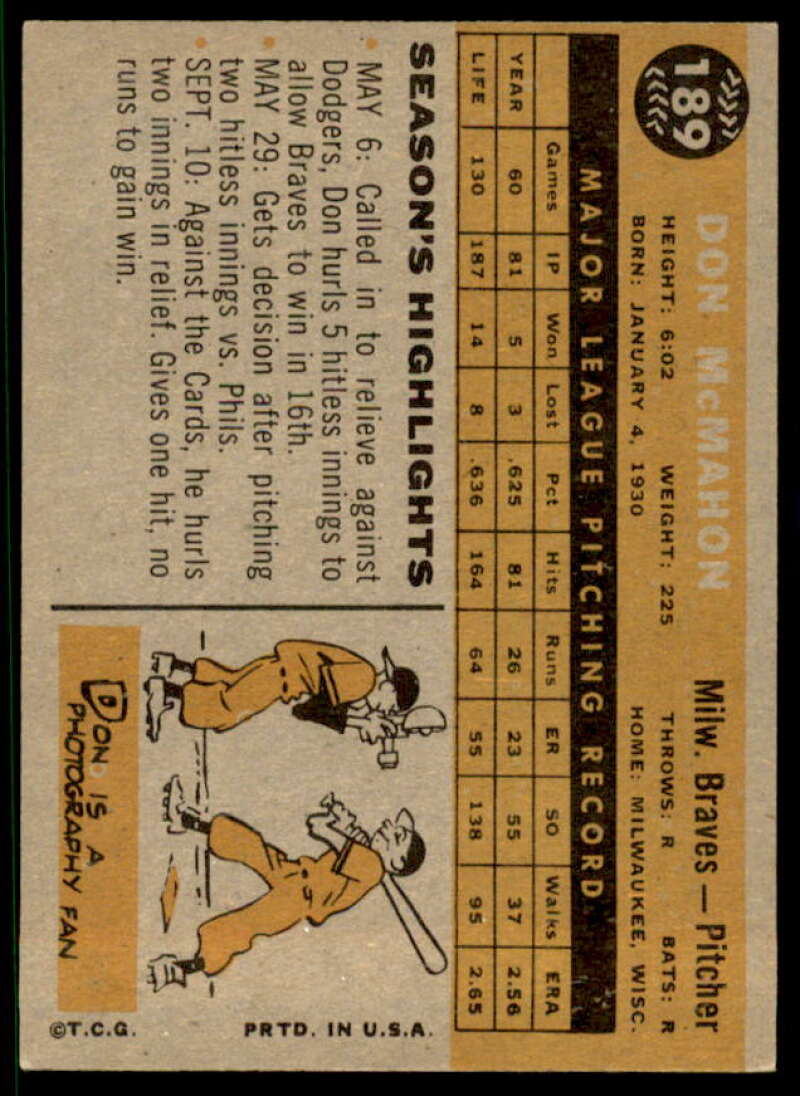 189
DON McMAHON Milw. Braves — Pitcher
HEIGHT: 6:02 WEIGHT: 225 THROWS: R BATS: R
BORN: JANUARY 4, 1930 HOME: MILWAUKEE, WISC.
MAJOR LEAGUE PITCHING RECORD
Games IP Won Lost Pct Hits Runs ER SO Walks ERA
YEAR 60 81 5 3 .625 81 26 23 55 37 2.56
LIFE 130 187 14 8 .636 164 64 55 138 95 2.65
SEASON'S HIGHLIGHTS
• MAY 6: Called in to relieve against
Dodgers, Don hurls 5 hitless innings to
allow Braves to win in 16th.
• MAY 29: Gets decision after pitching
two hitless innings vs. Phils.
• SEPT. 10: Against the Cards, he hurls
two innings in relief. Gives one hit, no
runs to gain win.
DON IS A
PHOTOGRAPHY FAN
©T.C.G. PRTD. IN U.S.A.